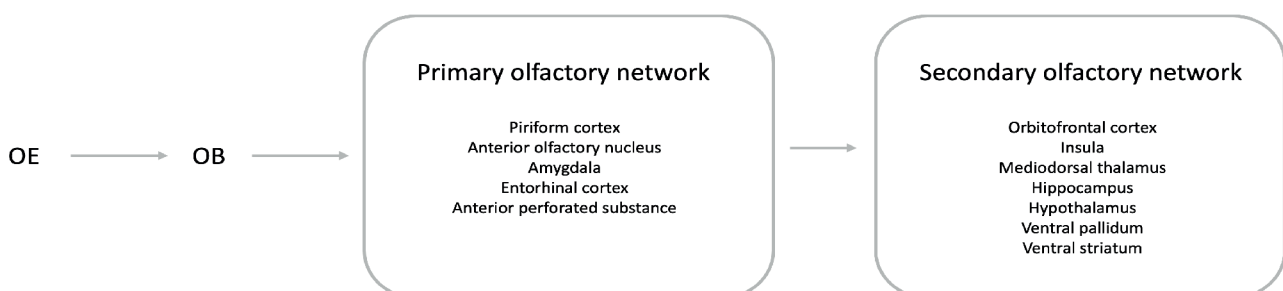 OE
OB
Primary olfactory network
Piriform cortex
Anterior olfactory nucleus
Amygdala
Entorhinal cortex
Anterior perforated substance
Secondary olfactory network
Orbitofrontal cortex
Insula
Mediodorsal thalamus
Hippocampus
Hypothalamus
Ventral pallidum
Ventral striatum